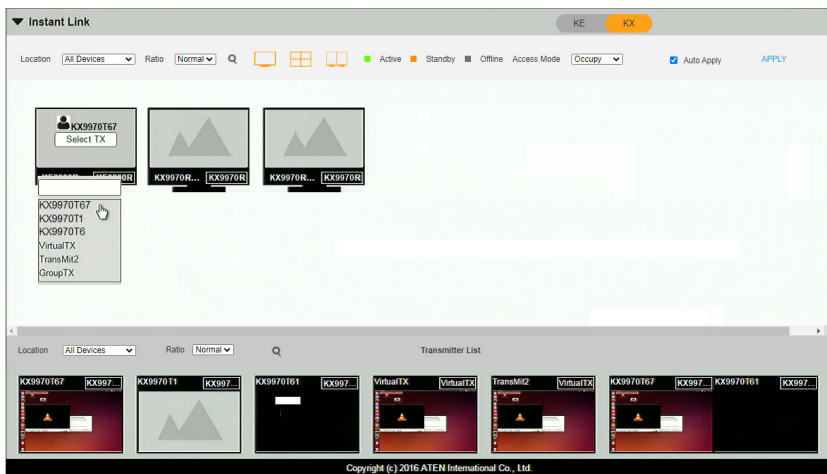 Instant Link
KE KX
Location All Devices Ratio Normal Active Standby Offline Access Mode Occupy Auto Apply APPLY
KX9970T67
Select TX
KX9970R... KX9970R
KX9970R... KX9970R
KX9970T67
KX9970T1
KX9970T6
VirtualTX
TransMit2
GroupTX
Location All Devices Ratio Normal Transmitter List
KX9970T67 KX997... KX9970T1 KX997... KX9970T61 KX997... VirtualTX VirtualTX TransMit2 VirtualTX KX9970T67 KX997... KX9970T61 KX997...
Copyright (c) 2016 ATEN International Co., Ltd.